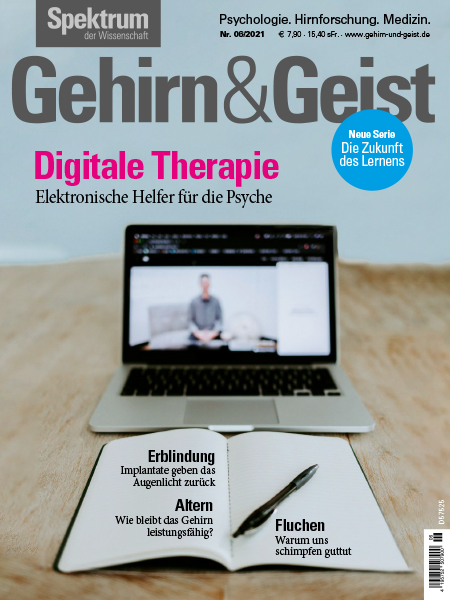 Spektrum
der Wissenschaft
Psychologie. Hirnforschung. Medizin.
Nr. 06/2021 € 7,90 · 15,40 sFr. · www.gehirn-und-geist.de
Gehirn&Geist
Neue Serie
Die Zukunft
des Lernens
Digitale Therapie
Elektronische Helfer für die Psyche
Erblindung
Implantate geben das
Augenlicht zurück
Altern
Wie bleibt das Gehirn
leistungsfähig?
Fluchen
Warum uns
schimpfen guttut
D57525
06